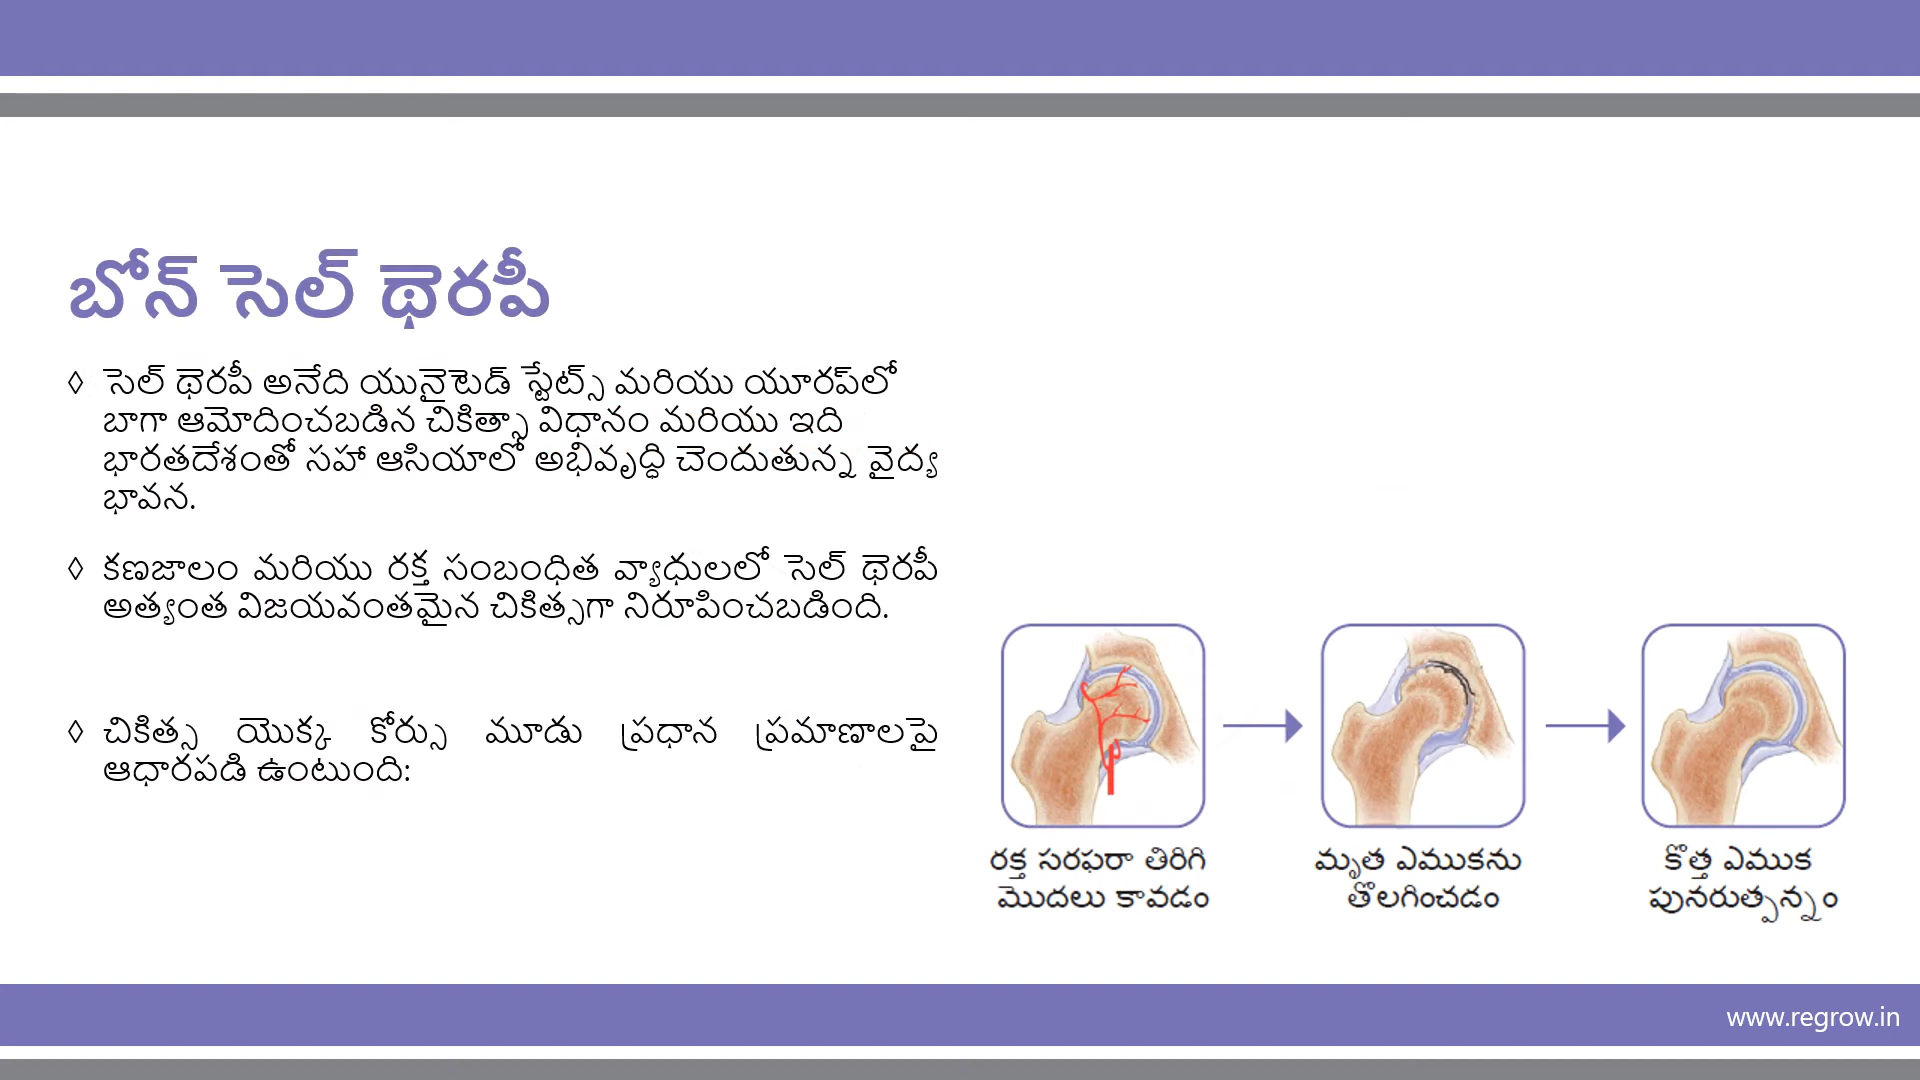 బోన్ సెల్ థెరపీ
◊ సెల్ థెరపీ అనేది యునైటెడ్ స్టేట్స్ మరియు యూరప్‌లో
బాగా ఆమోదించబడిన చికిత్సా విధానం మరియు ఇది
భారతదేశంతో సహా ఆసియాలో అభివృద్ధి చెందుతున్న వైద్య
భావన.
◊ కణజాలం మరియు రక్త సంబంధిత వ్యాధులలో సెల్ థెరపీ
అత్యంత విజయవంతమైన చికిత్సగా నిరూపించబడింది.
◊ చికిత్స యొక్క కోర్సు మూడు ప్రధాన ప్రమాణాలపై
ఆధారపడి ఉంటుంది:
రక్త సరఫరా తిరిగి
మొదలు కావడం
మృత ఎముకను
తొలగించడం
కొత్త ఎముక
పునరుత్పన్నం
www.regrow.in